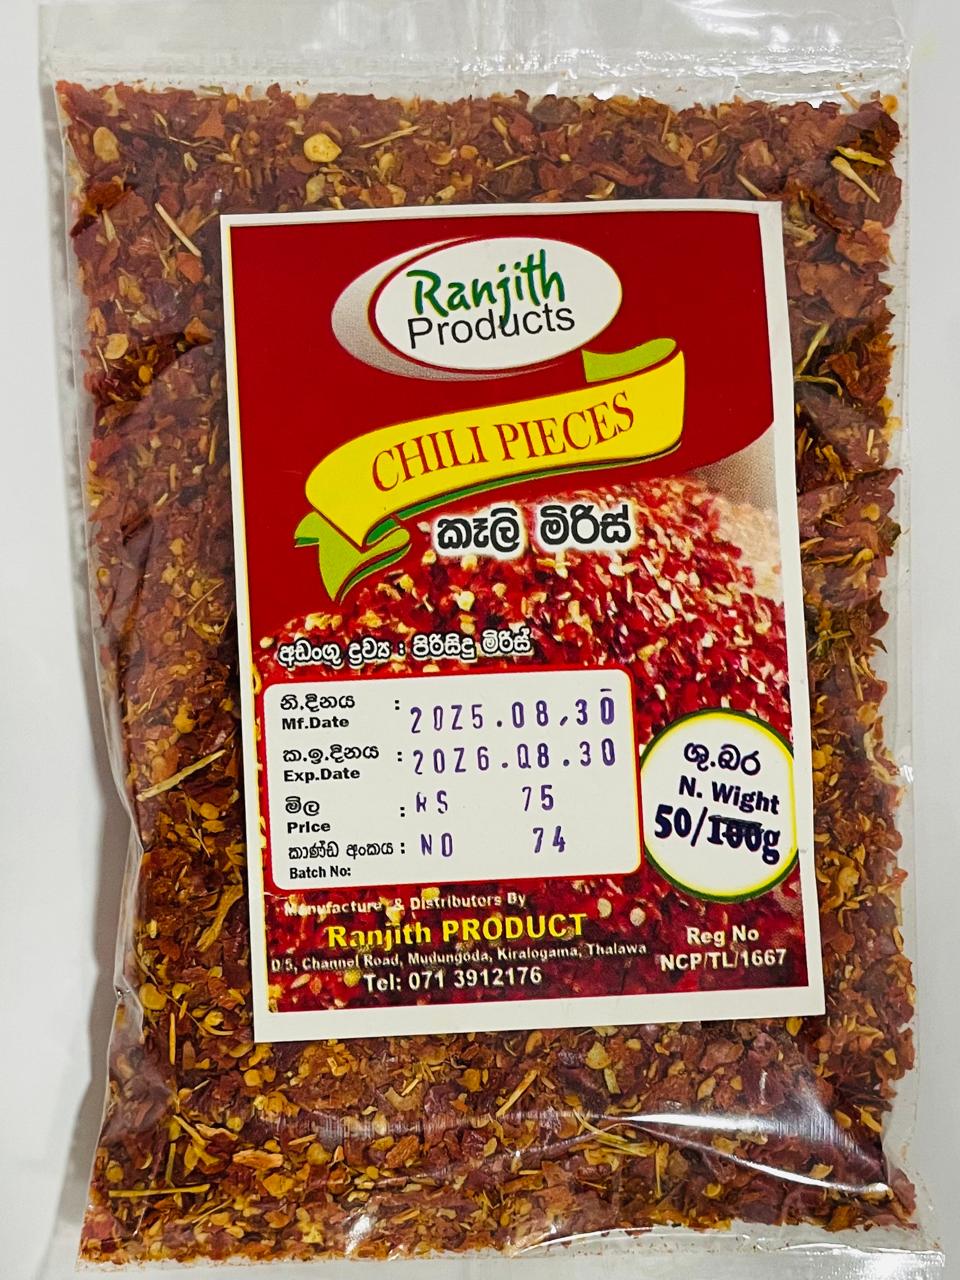 Ranjith
Products
CHILI PIECES
කෑලි මිරිස්
අඩංගු ද්‍රව්‍ය : පිරිසිදු මිරිස්
නි.දිනය : 2025.08.30
Mf.Date
ක.ඉ.දිනය : 2026.08.30
Exp.Date
මිල : RS 75
Price
කාණ්ඩ අංකය : NO 74
Batch No:
ශු.බර
N. Wight
50/100g
Manufacture & Distributors By
Ranjith PRODUCT
D/5, Channel Road, Mudungoda, Kiralogama, Thalawa
Tel: 071 3912176
Reg No
NCP/TL/1667